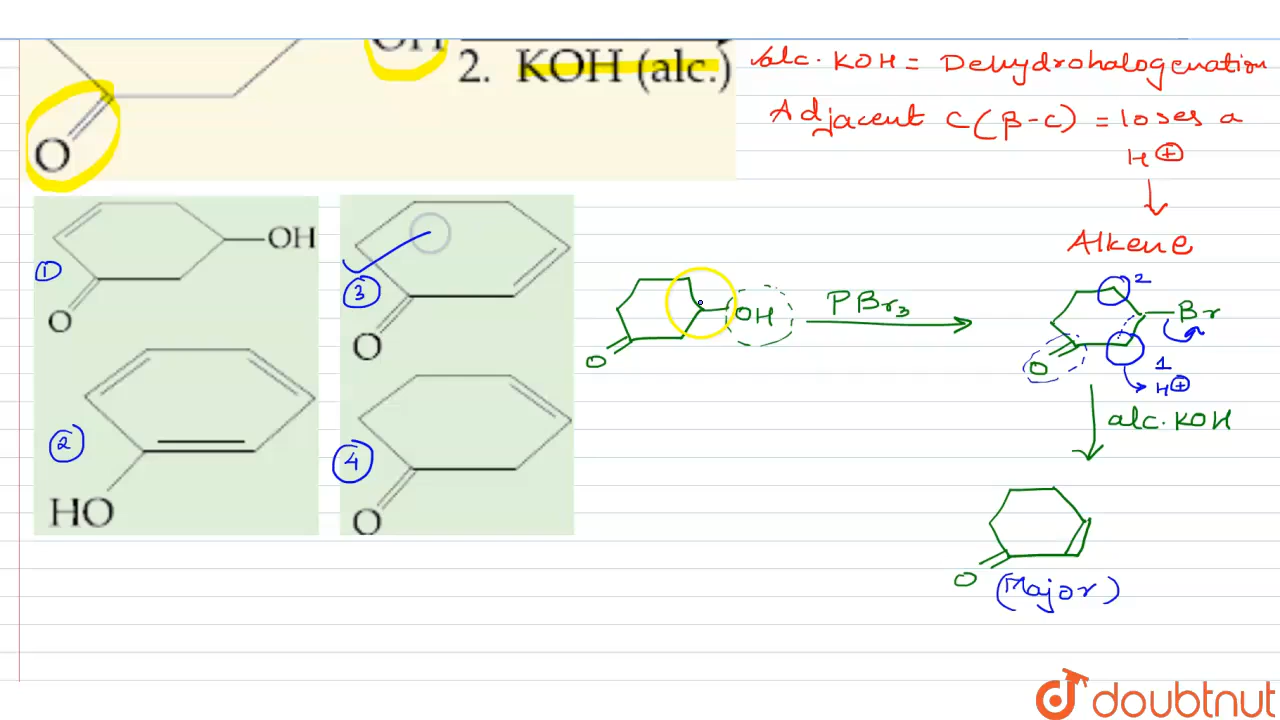 OH
2. KOH (alc.)
O
alc. KOH = Dehydrohalogenation
Adjacent C(β-C) = loses a
H⊕
Alkene
OH
①
O
②
HO
③
O
④
O
OH
O
PBr3
2
Br
O
1
H⊕
alc. KOH
O
(Major)
doubtnut